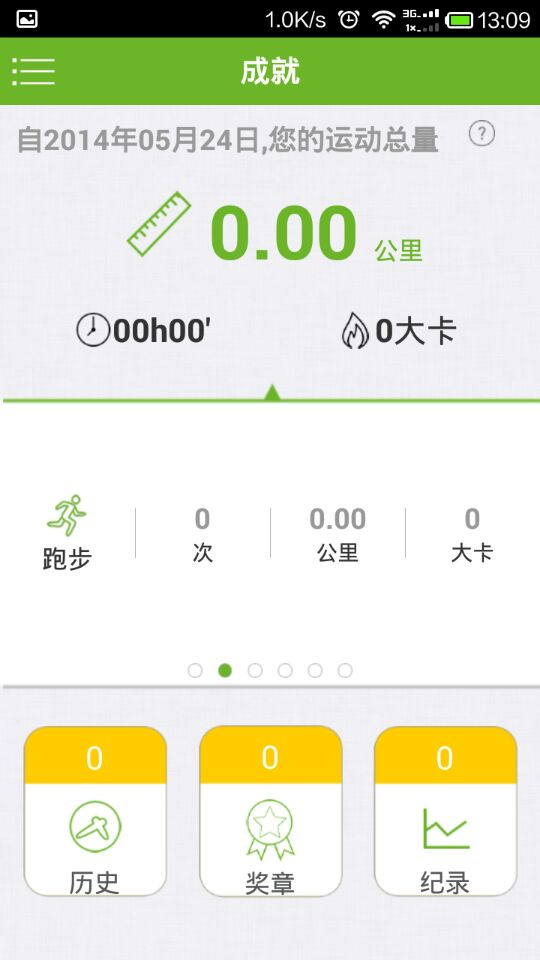 1.0K/s 3G 1x 13:09
成就
自2014年05月24日,您的运动总量 ?
0.00 公里
00h00' 0大卡
0 0.00 0
跑步 次 公里 大卡
0 0 0
历史 奖章 纪录